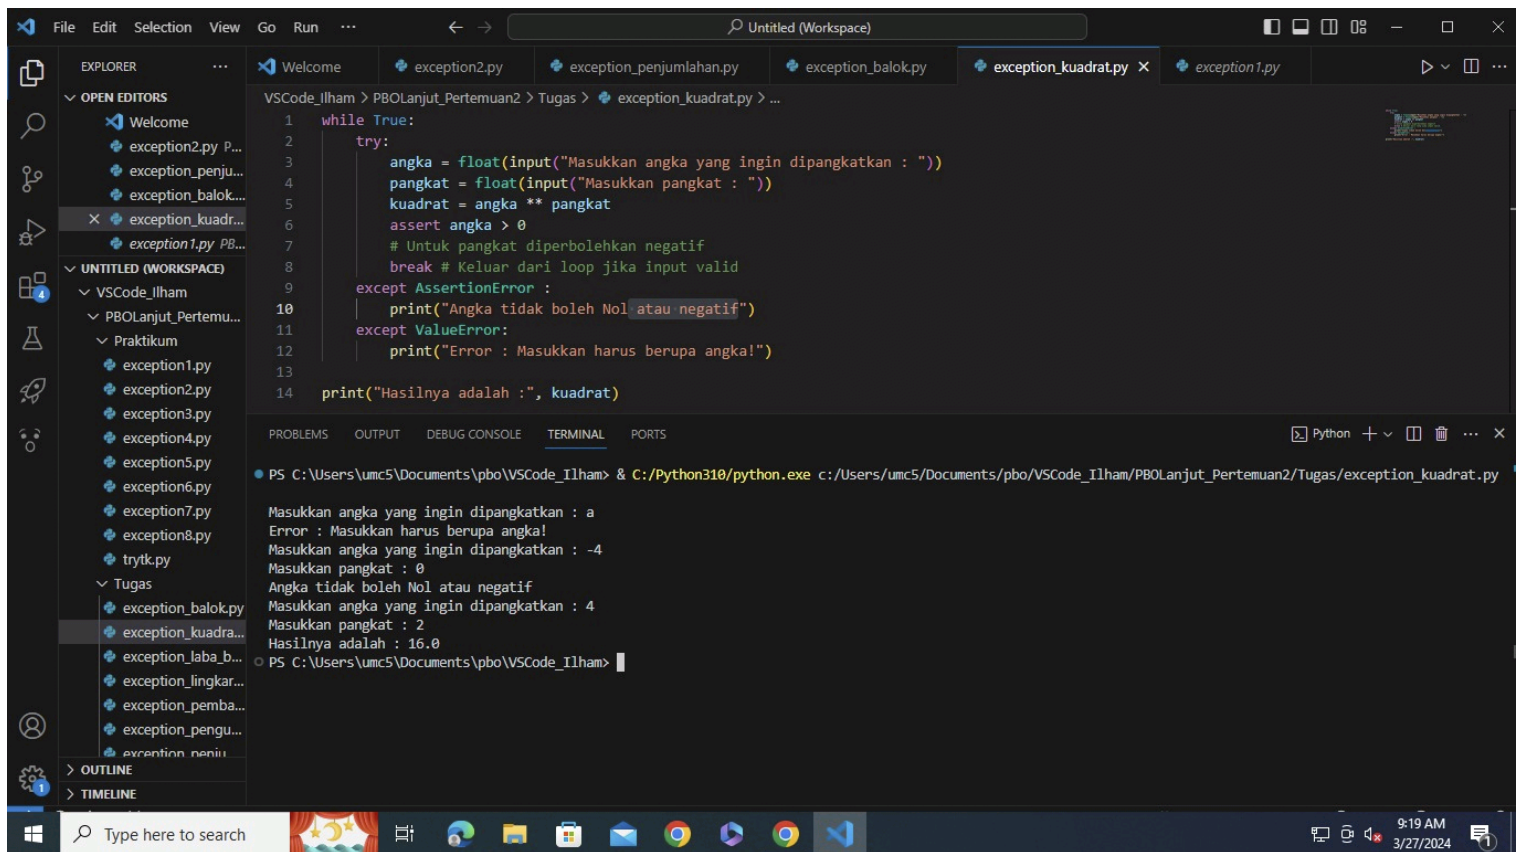 File Edit Selection View Go Run ··· ← → Untitled (Workspace)
EXPLORER ···
OPEN EDITORS
Welcome
exception2.py P...
exception_penju...
exception_balok....
exception_kuadr...
exception1.py PB...
UNTITLED (WORKSPACE)
VSCode_Ilham
PBOLanjut_Pertemu...
Praktikum
exception1.py
exception2.py
exception3.py
exception4.py
exception5.py
exception6.py
exception7.py
exception8.py
trytk.py
Tugas
exception_balok.py
exception_kuadra...
exception_laba_b...
exception_lingkar...
exception_pemba...
exception_pengu...
exception_penju
OUTLINE
TIMELINE
4
1
Welcome exception2.py exception_penjumlahan.py exception_balok.py exception_kuadrat.py exception1.py
VSCode_Ilham > PBOLanjut_Pertemuan2 > Tugas > exception_kuadrat.py > ...
1 while True:
2 try:
3 angka = float(input("Masukkan angka yang ingin dipangkatkan : "))
4 pangkat = float(input("Masukkan pangkat : "))
5 kuadrat = angka ** pangkat
6 assert angka > 0
7 # Untuk pangkat diperbolehkan negatif
8 break # Keluar dari loop jika input valid
9 except AssertionError :
10 print("Angka tidak boleh Nol atau negatif")
11 except ValueError:
12 print("Error : Masukkan harus berupa angka!")
13
14 print("Hasilnya adalah :", kuadrat)
PROBLEMS OUTPUT DEBUG CONSOLE TERMINAL PORTS Python
PS C:\Users\umc5\Documents\pbo\VSCode_Ilham> & C:/Python310/python.exe c:/Users/umc5/Documents/pbo/VSCode_Ilham/PBOLanjut_Pertemuan2/Tugas/exception_kuadrat.py
Masukkan angka yang ingin dipangkatkan : a
Error : Masukkan harus berupa angka!
Masukkan angka yang ingin dipangkatkan : -4
Masukkan pangkat : 0
Angka tidak boleh Nol atau negatif
Masukkan angka yang ingin dipangkatkan : 4
Masukkan pangkat : 2
Hasilnya adalah : 16.0
PS C:\Users\umc5\Documents\pbo\VSCode_Ilham>
Type here to search
9:19 AM
3/27/2024
1